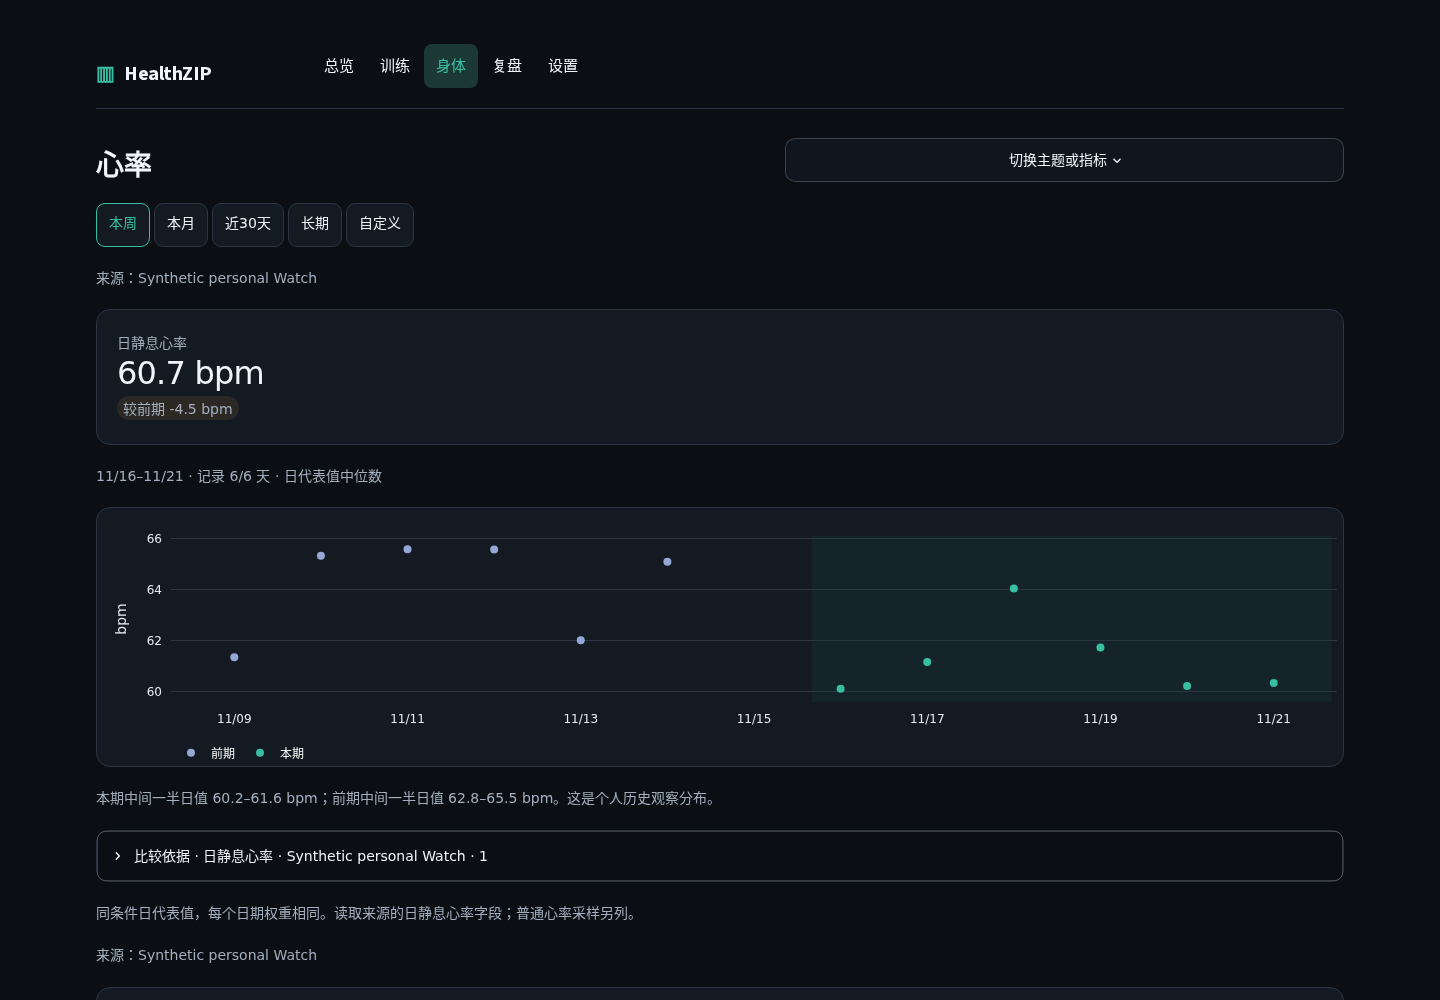 HealthZIP
总览 训练 身体 复盘 设置
心率
切换主题或指标
本周 本月 近30天 长期 自定义
来源：Synthetic personal Watch
日静息心率
60.7 bpm
较前期 -4.5 bpm
11/16–11/21 · 记录 6/6 天 · 日代表值中位数
66
64
62
60
bpm
11/09 11/11 11/13 11/15 11/17 11/19 11/21
前期 本期
本期中间一半日值 60.2–61.6 bpm；前期中间一半日值 62.8–65.5 bpm。这是个人历史观察分布。
比较依据 · 日静息心率 · Synthetic personal Watch · 1
同条件日代表值，每个日期权重相同。读取来源的日静息心率字段；普通心率采样另列。
来源：Synthetic personal Watch